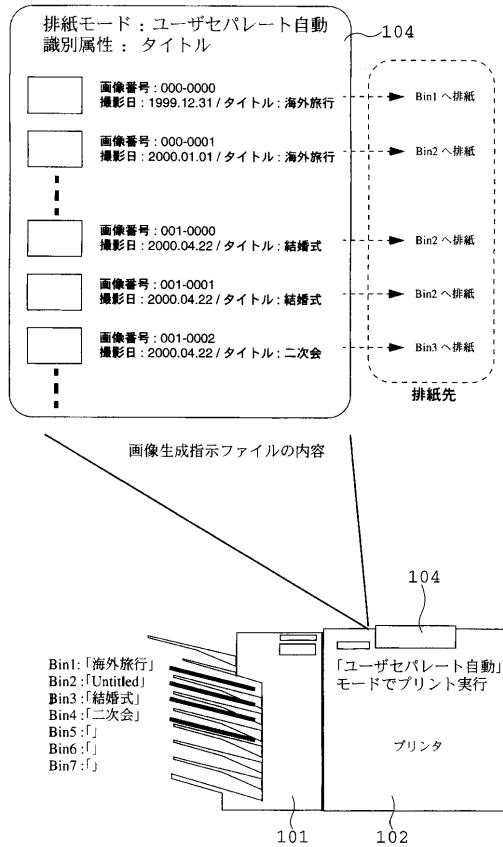 排紙モード：ユーザセパレート自動
識別属性： タイトル
104
画像番号：000-0000
撮影日：1999.12.31 / タイトル：海外旅行
Bin1 へ排紙
画像番号：000-0001
撮影日：2000.01.01 / タイトル：海外旅行
Bin2 へ排紙
画像番号：001-0000
撮影日：2000.04.22 / タイトル：結婚式
Bin2 へ排紙
画像番号：001-0001
撮影日：2000.04.22 / タイトル：結婚式
Bin2 へ排紙
画像番号：001-0002
撮影日：2000.04.22 / タイトル：二次会
Bin3 へ排紙
排紙先
画像生成指示ファイルの内容
104
Bin1:「海外旅行」
Bin2 :「Untitled」
Bin3 :「結婚式」
Bin4 :「二次会」
Bin5 :「」
Bin6 :「」
Bin7 :「」
「ユーザセパレート自動」
モードでプリント実行
プリンタ
101
102